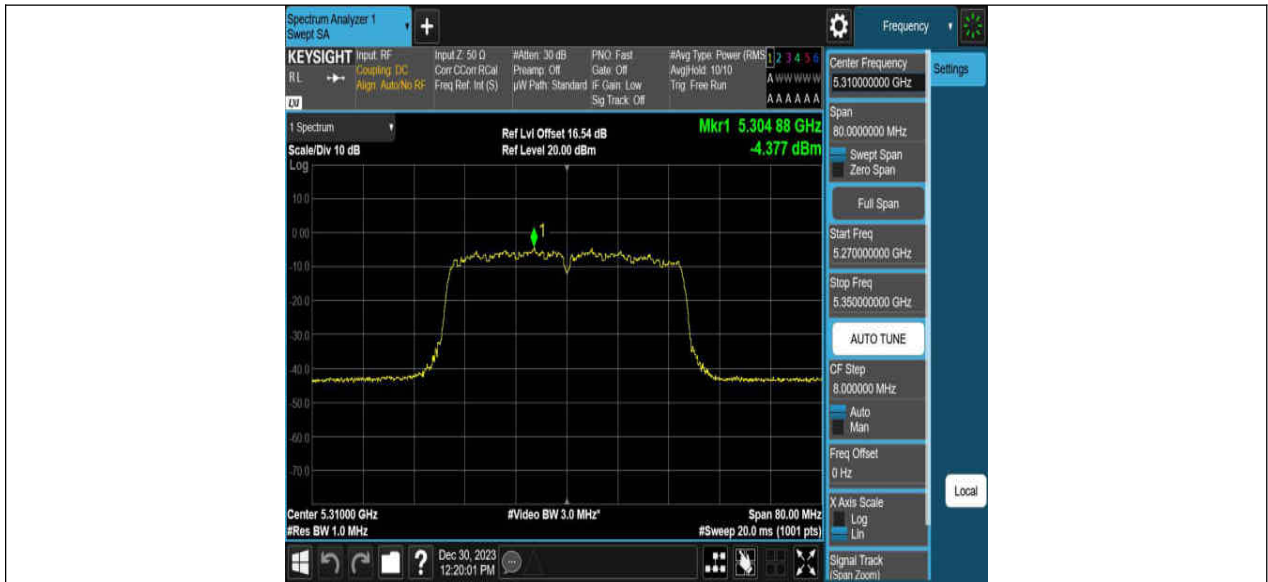 Spectrum Analyzer 1
Swept SA
+
Frequency
KEYSIGHT
RL
LXI
Input: RF
Coupling: DC
Align: Auto/No RF
Input Z: 50 Ω
Corr CCorr RCal
Freq Ref: Int (S)
#Atten: 30 dB
Preamp: Off
µW Path: Standard
PNO: Fast
Gate: Off
IF Gain: Low
Sig Track: Off
#Avg Type: Power (RMS
Avg|Hold: 10/10
Trig: Free Run
1 2 3 4 5 6
A W W W W W
A A A A A A
1 Spectrum
Scale/Div 10 dB
Log
Ref Lvl Offset 16.54 dB
Ref Level 20.00 dBm
Mkr1 5.304 88 GHz
-4.377 dBm
10.0
0.00
-10.0
-20.0
-30.0
-40.0
-50.0
-60.0
-70.0
1
Center 5.31000 GHz
#Res BW 1.0 MHz
#Video BW 3.0 MHz*
Span 80.00 MHz
#Sweep 20.0 ms (1001 pts)
Center Frequency
5.310000000 GHz
Settings
Span
80.0000000 MHz
Swept Span
Zero Span
Full Span
Start Freq
5.270000000 GHz
Stop Freq
5.350000000 GHz
AUTO TUNE
CF Step
8.000000 MHz
Auto
Man
Freq Offset
0 Hz
X Axis Scale
Log
Lin
Local
Signal Track
(Span Zoom)
?
Dec 30, 2023
12:20:01 PM